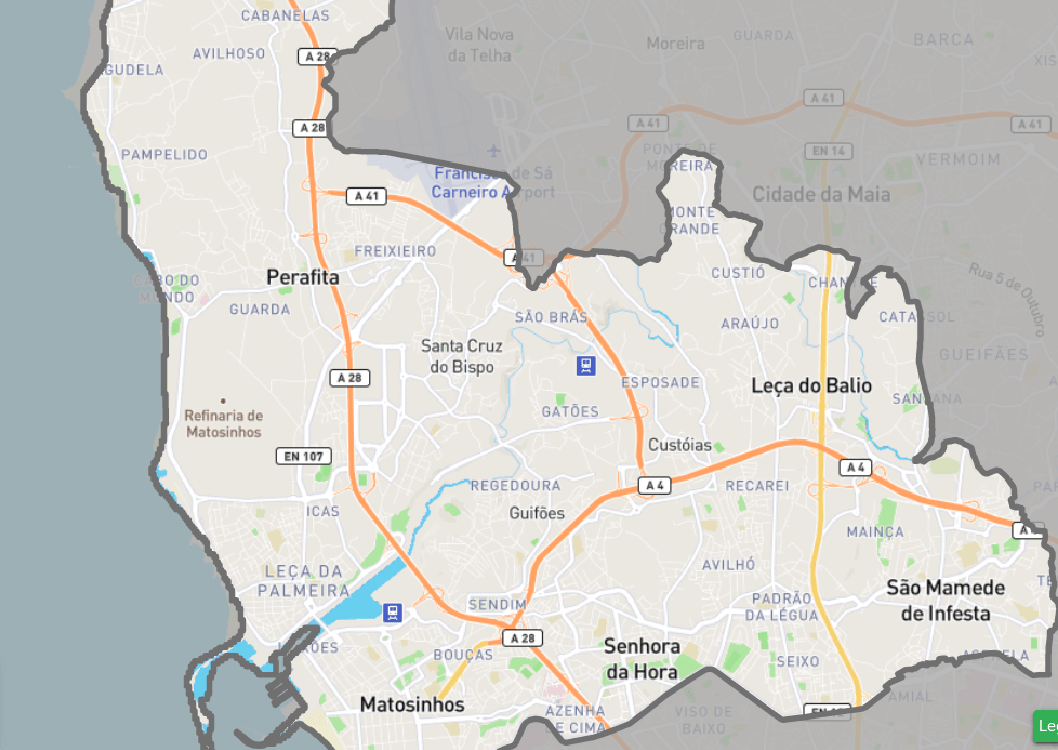 CABANELAS
Vila Nova
da Telha
Moreira
GUARDA
BARCA
AVILHOSO
A 28
GUDELA
A 41
A 41
A 41
A 28
EN 14
PAMPELIDO
PONTE DE
MOREIRA
VERMOIM
Francisco de Sá
Carneiro Airport
A 41
Cidade da Maia
MONTE
GRANDE
FREIXIEIRO
A 41
Perafita
CABO DO
MUNDO
CUSTIÓ
Rua 5 de Outubro
GUARDA
SÃO BRÁS
ARAÚJO
Santa Cruz
do Bispo
GUEIFÃES
A 28
ESPOSADE
Leça do Balio
SANTANA
Refinaria de
Matosinhos
GATÕES
Custóias
EN 107
A 4
REGEDOURA
A 4
RECAREI
ICAS
Guifões
MAINÇA
AVILHÓ
LEÇA DA
PALMEIRA
SENDIM
PADRÃO
DA LÉGUA
São Mamede
de Infesta
A 28
BOUÇAS
Senhora
da Hora
SEIXO
Matosinhos
AZENHA
DE CIMA
VISO DE
BAIXO
AMIAL
Le